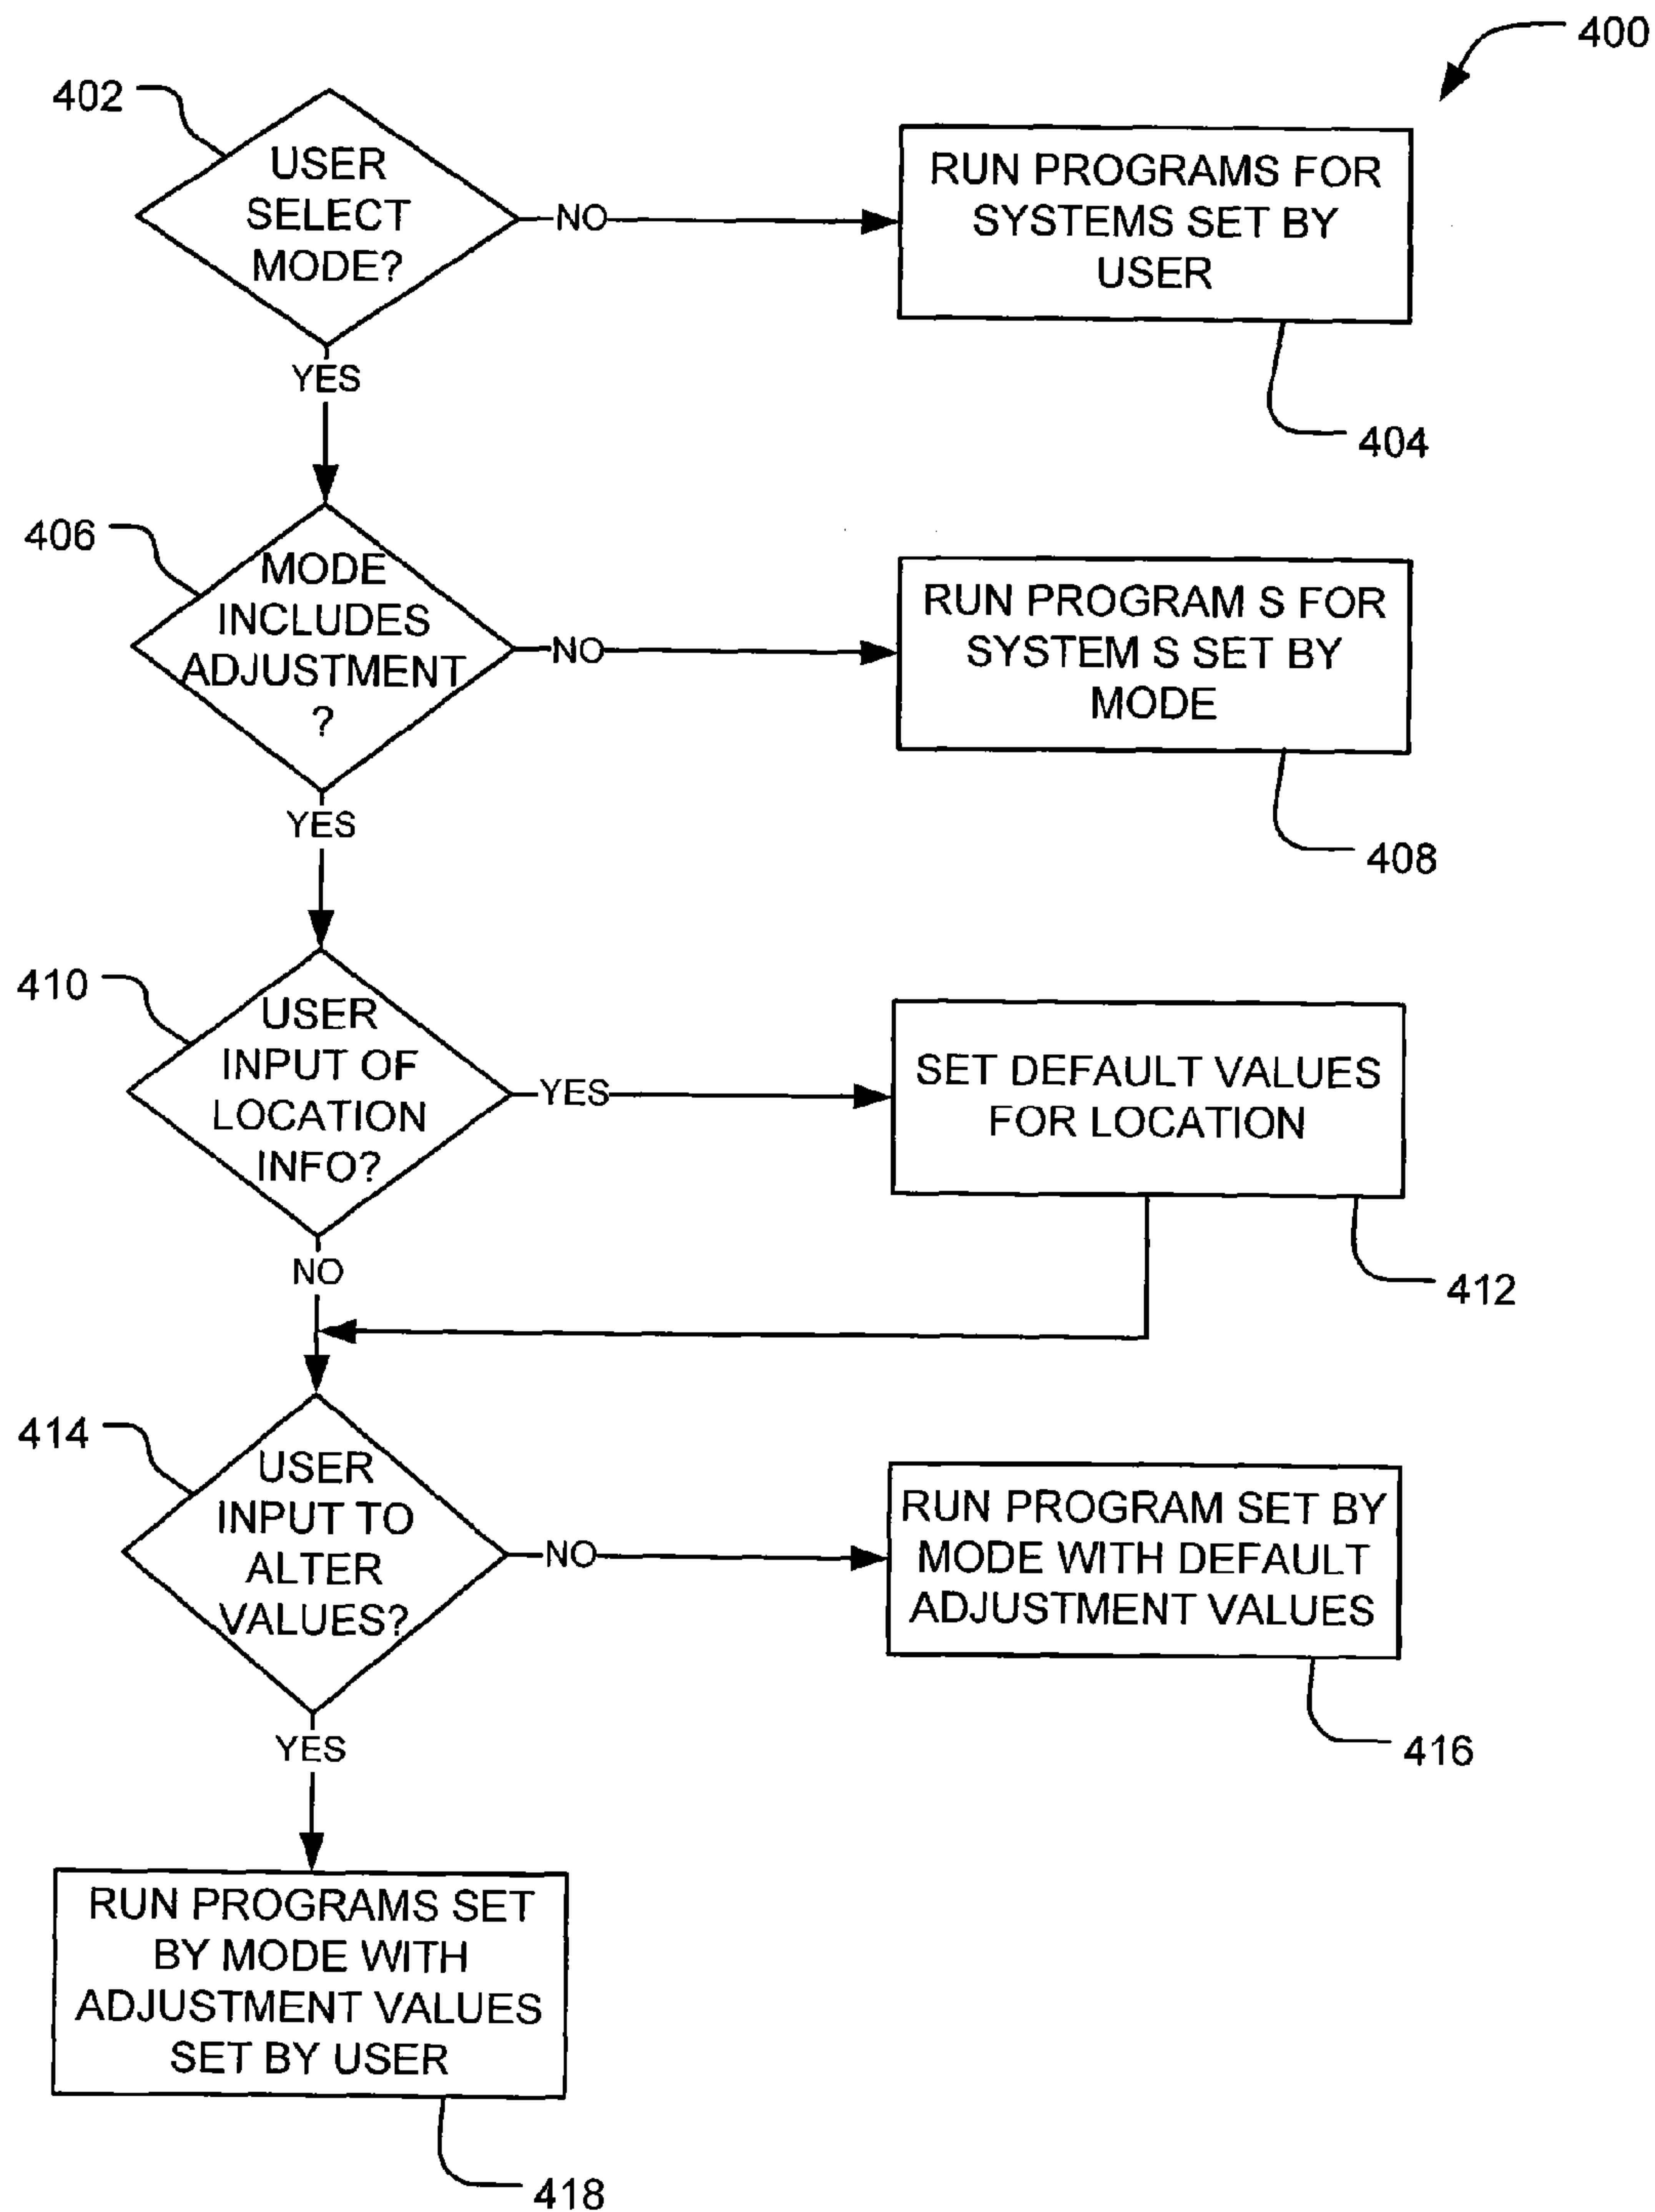 400
402
USER
SELECT
MODE?
NO
RUN PROGRAMS FOR
SYSTEMS SET BY
USER
404
YES
406
MODE
INCLUDES
ADJUSTMENT
?
NO
RUN PROGRAM S FOR
SYSTEM S SET BY
MODE
408
YES
410
USER
INPUT OF
LOCATION
INFO?
YES
SET DEFAULT VALUES
FOR LOCATION
412
NO
414
USER
INPUT TO
ALTER
VALUES?
NO
RUN PROGRAM SET BY
MODE WITH DEFAULT
ADJUSTMENT VALUES
416
YES
RUN PROGRAMS SET
BY MODE WITH
ADJUSTMENT VALUES
SET BY USER
418